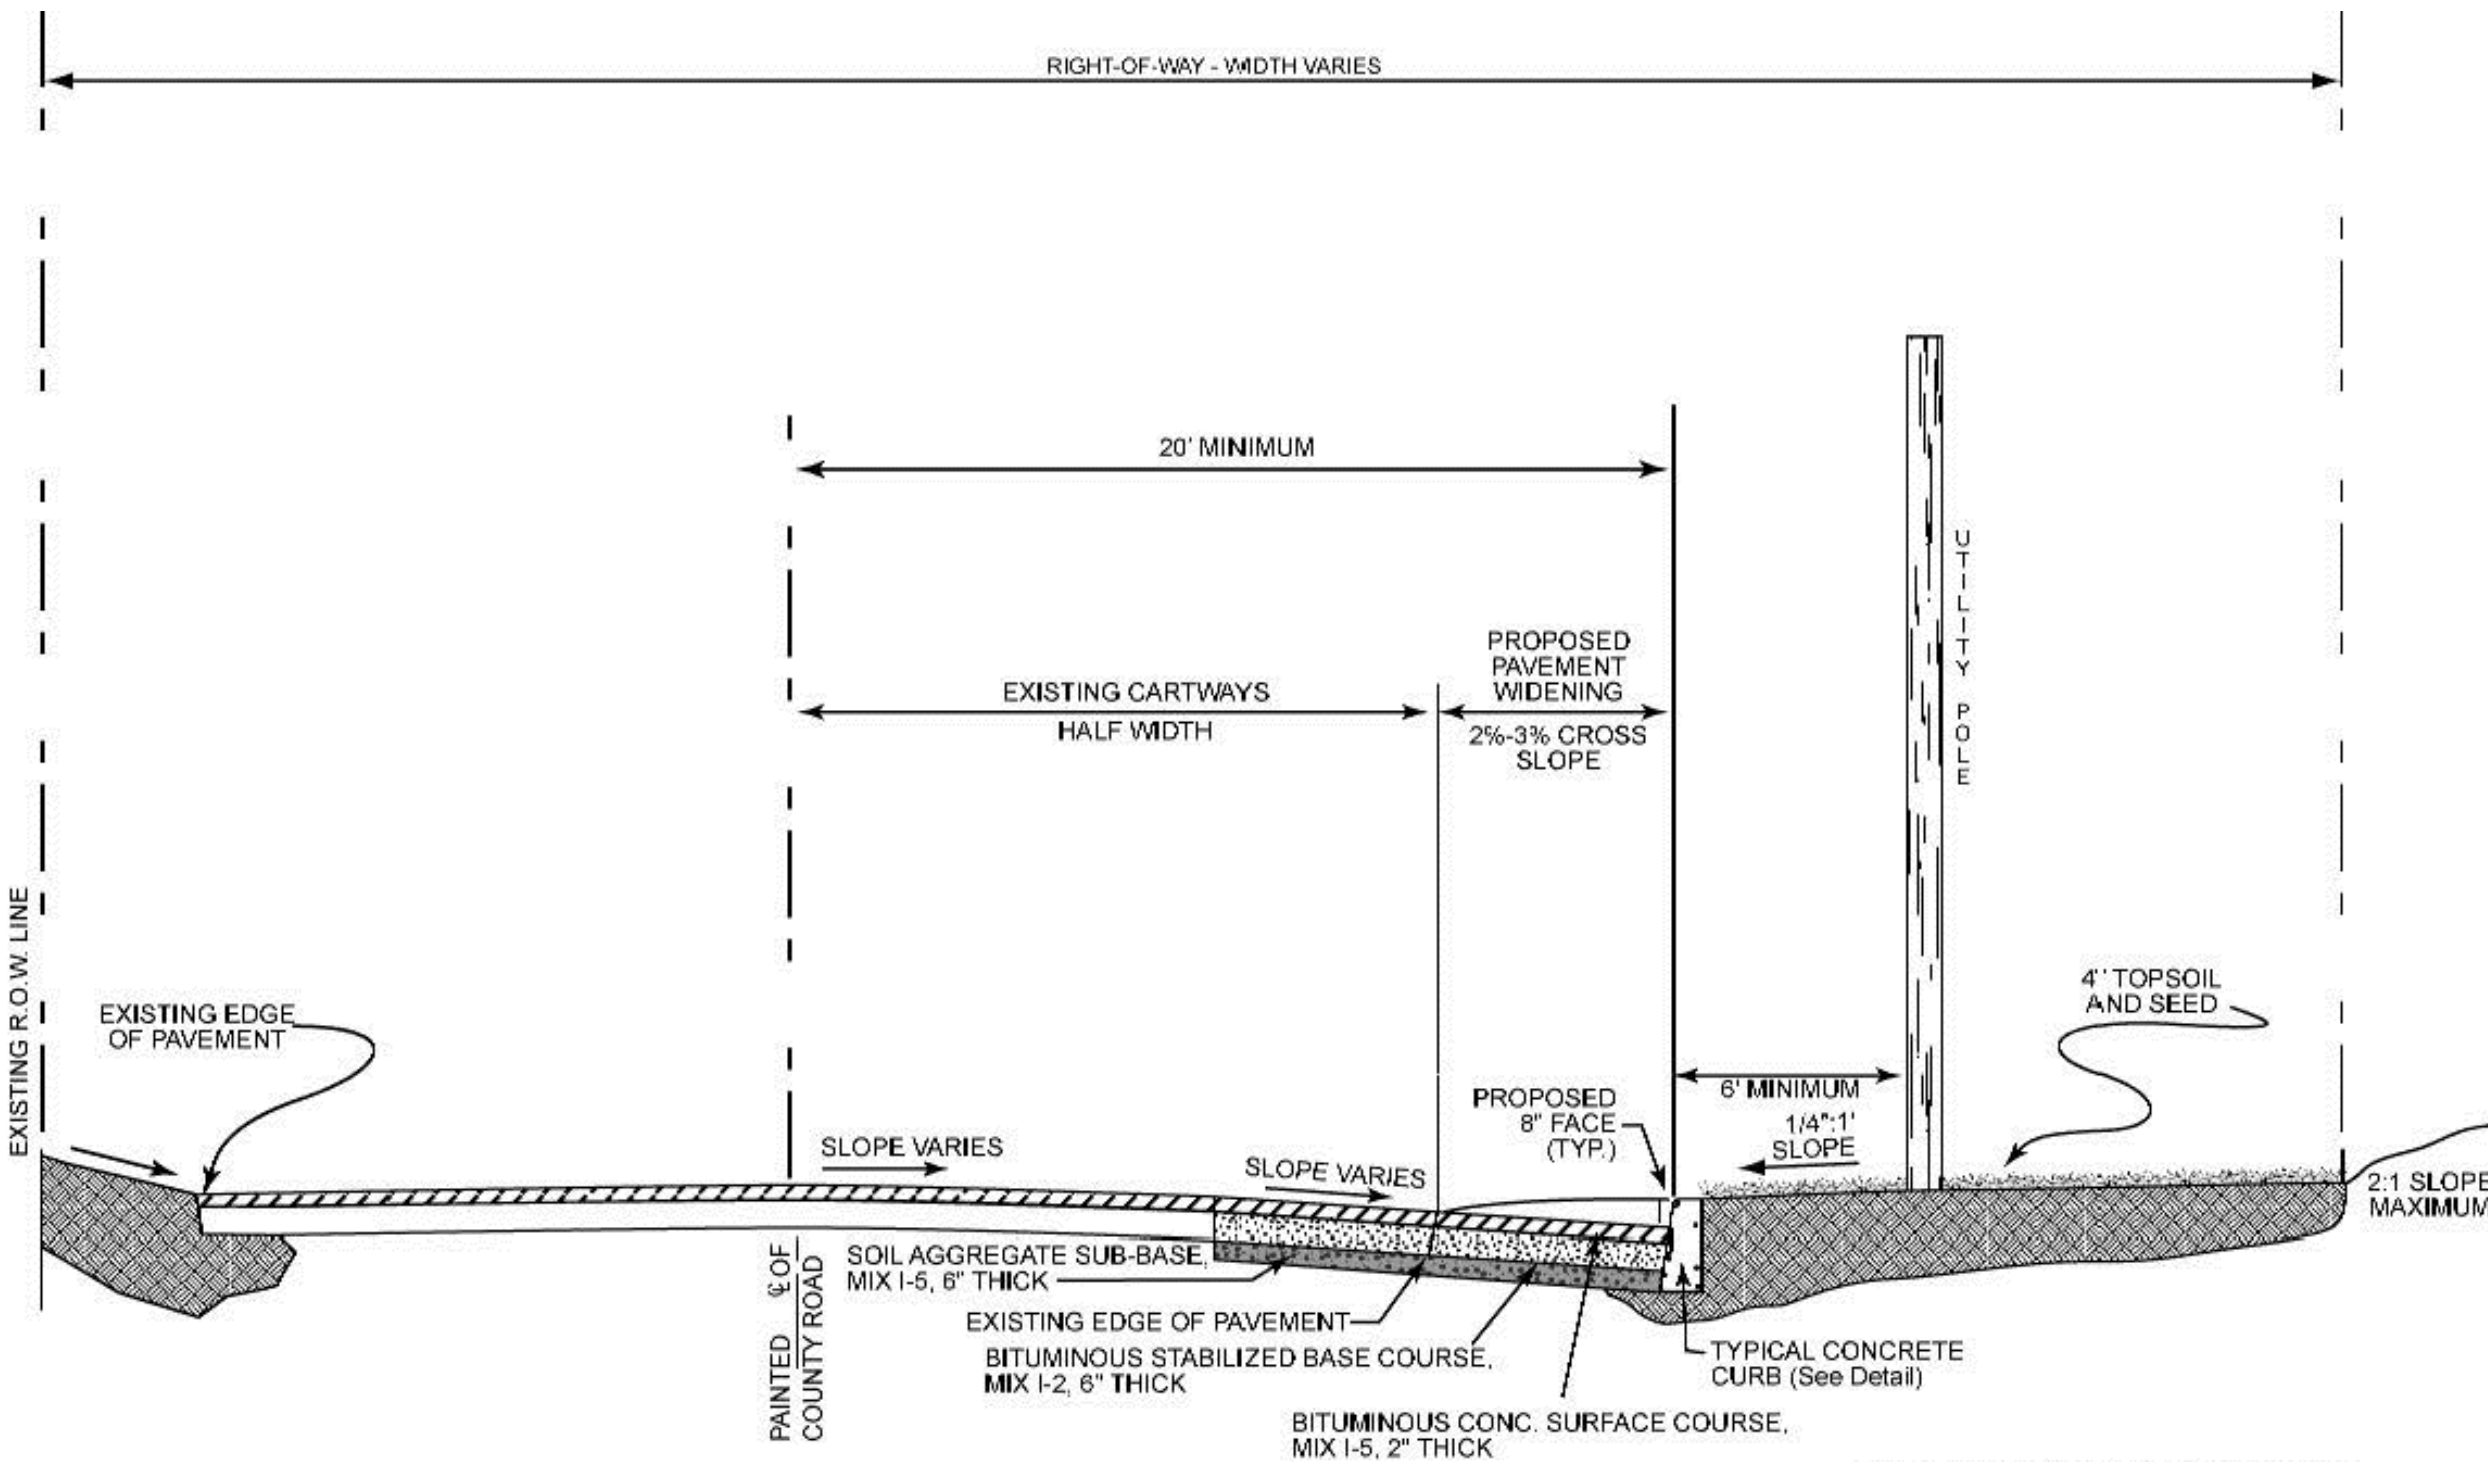 RIGHT-OF-WAY - WIDTH VARIES
20' MINIMUM
UTILITY POLE
PROPOSED
PAVEMENT
WIDENING
EXISTING CARTWAYS
HALF WIDTH
2%-3% CROSS
SLOPE
EXISTING R.O.W. LINE
EXISTING EDGE
OF PAVEMENT
4'' TOPSOIL
AND SEED
6' MINIMUM
PROPOSED
8" FACE
(TYP.)
1/4":1'
SLOPE
SLOPE VARIES
SLOPE VARIES
2:1 SLOPE
MAXIMUM
SOIL AGGREGATE SUB-BASE,
MIX I-5, 6" THICK
PAINTED ℄ OF
COUNTY ROAD
EXISTING EDGE OF PAVEMENT
BITUMINOUS STABILIZED BASE COURSE,
MIX I-2, 6" THICK
TYPICAL CONCRETE
CURB (See Detail)
BITUMINOUS CONC. SURFACE COURSE,
MIX I-5, 2" THICK